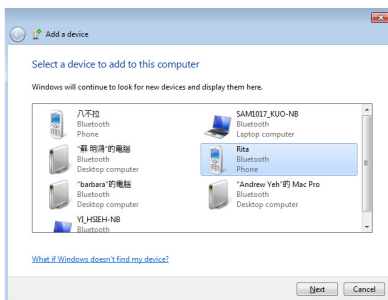 Add a device
Select a device to add to this computer
Windows will continue to look for new devices and display them here.
八不拉
Bluetooth
Phone
SAM1017_KUO-NB
Bluetooth
Laptop computer
"蘇 明鴻"的電腦
Bluetooth
Desktop computer
Rita
Bluetooth
Phone
"barbara"的電腦
Bluetooth
Desktop computer
"Andrew Yeh"的 Mac Pro
Bluetooth
Desktop computer
YI_HSIEH-NB
Bluetooth
What if Windows doesn't find my device?
Next
Cancel